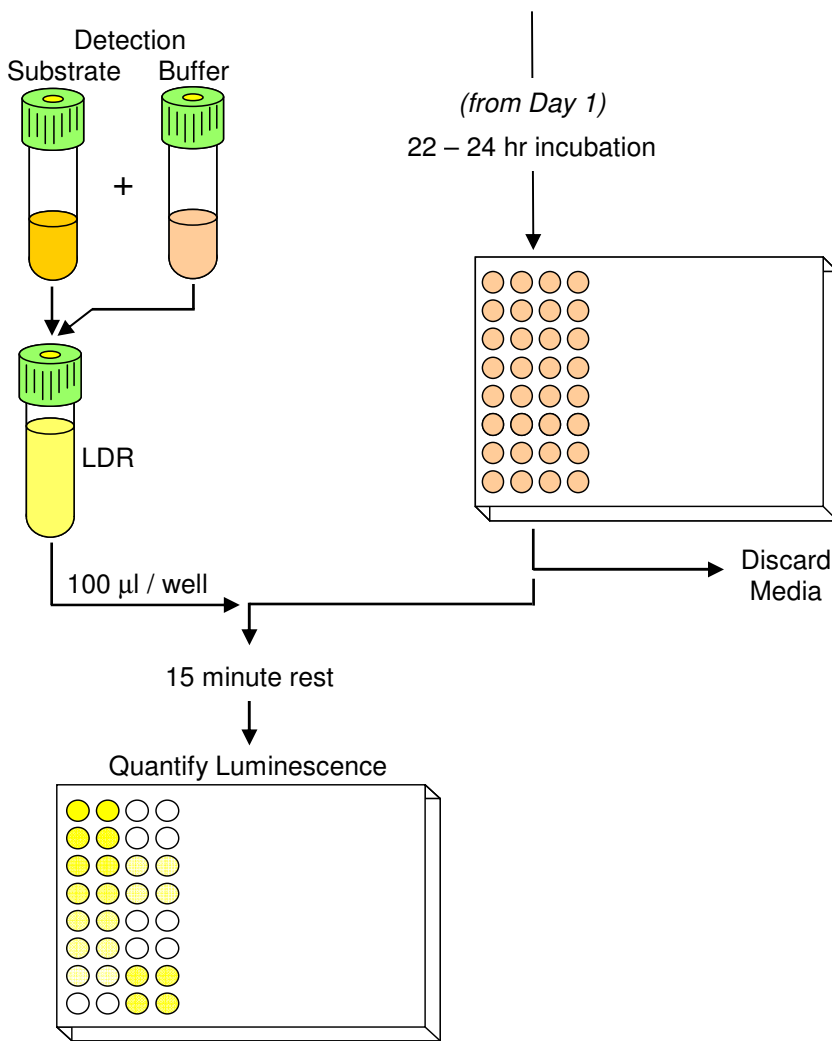 Detection
Substrate Buffer
+
(from Day 1)
22 – 24 hr incubation
LDR
100 μl / well
Discard
Media
15 minute rest
Quantify Luminescence